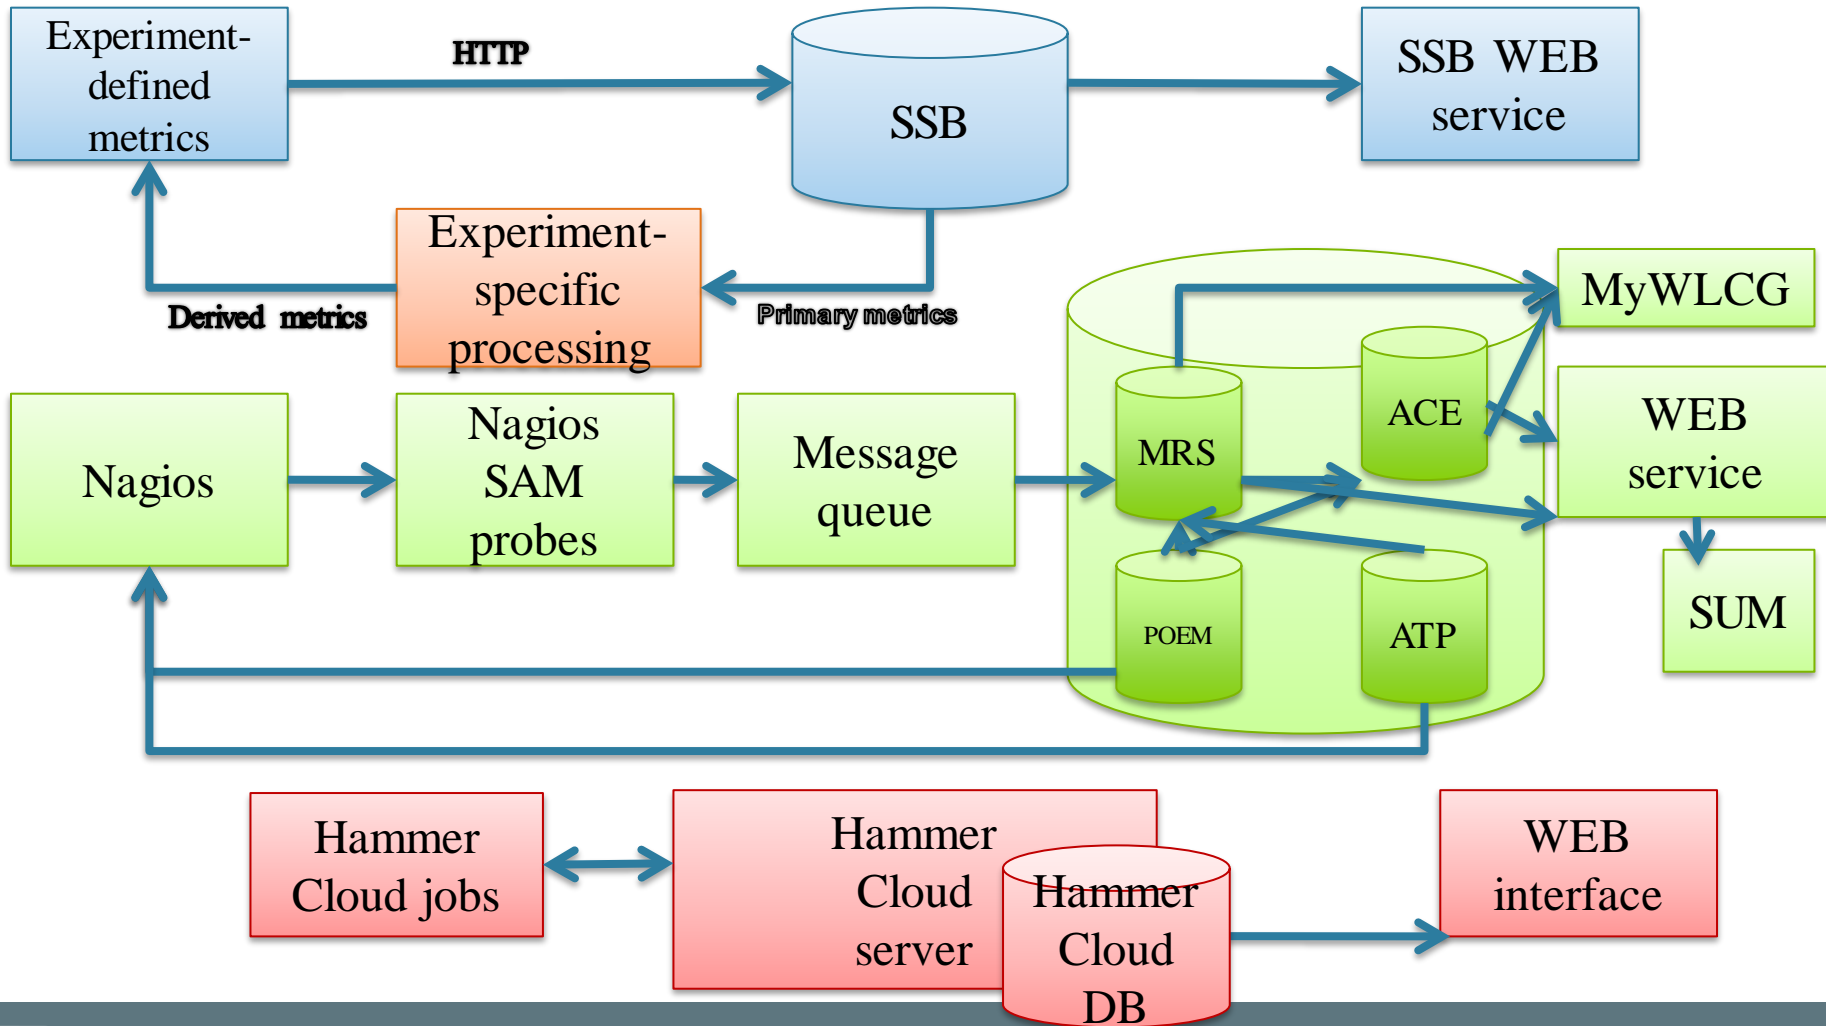 Experiment-
defined
metrics
HTTP
SSB
SSB WEB
service
Experiment-
specific
processing
Derived metrics
Primary metrics
MyWLCG
Nagios
Nagios
SAM
probes
Message
queue
MRS
ACE
WEB
service
POEM
ATP
SUM
Hammer
Cloud jobs
Hammer
Cloud
server
Hammer
Cloud
DB
WEB
interface